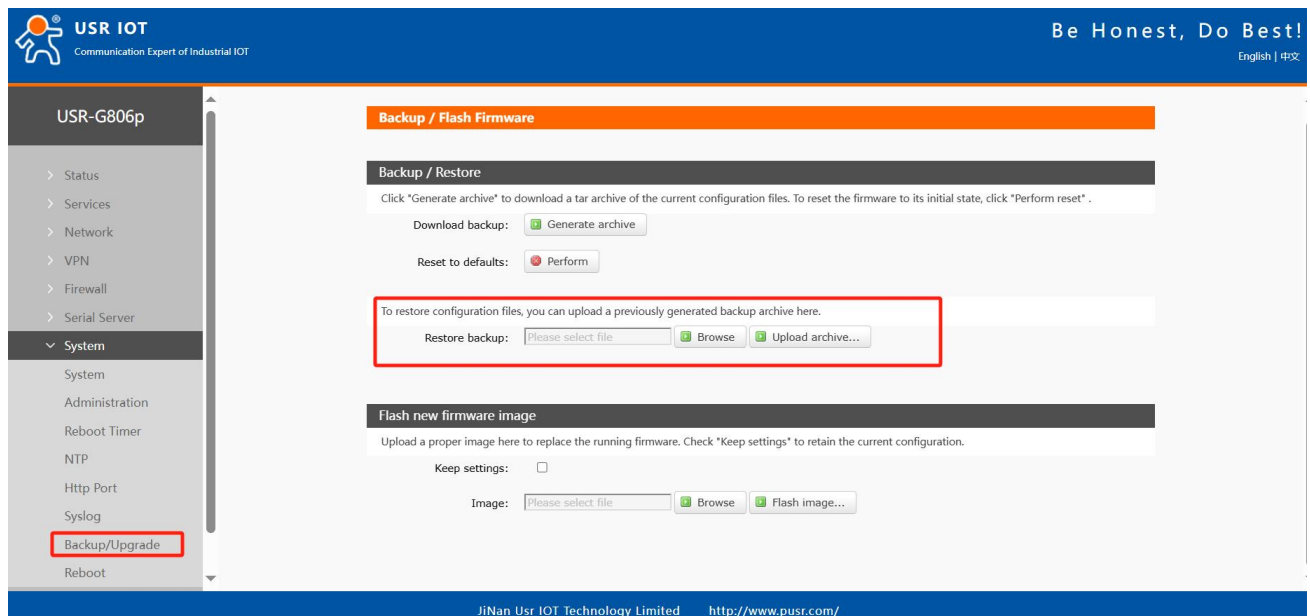 USR IOT
Communication Expert of Industrial IOT
Be Honest, Do Best!
English | 中文
USR-G806p
Status
Services
Network
VPN
Firewall
Serial Server
System
System
Administration
Reboot Timer
NTP
Http Port
Syslog
Backup/Upgrade
Reboot
Backup / Flash Firmware
Backup / Restore
Click "Generate archive" to download a tar archive of the current configuration files. To reset the firmware to its initial state, click "Perform reset" .
Download backup: Generate archive
Reset to defaults: Perform
To restore configuration files, you can upload a previously generated backup archive here.
Restore backup: Please select file Browse Upload archive...
Flash new firmware image
Upload a proper image here to replace the running firmware. Check "Keep settings" to retain the current configuration.
Keep settings:
Image: Please select file Browse Flash image...
JiNan Usr IOT Technology Limited http://www.pusr.com/